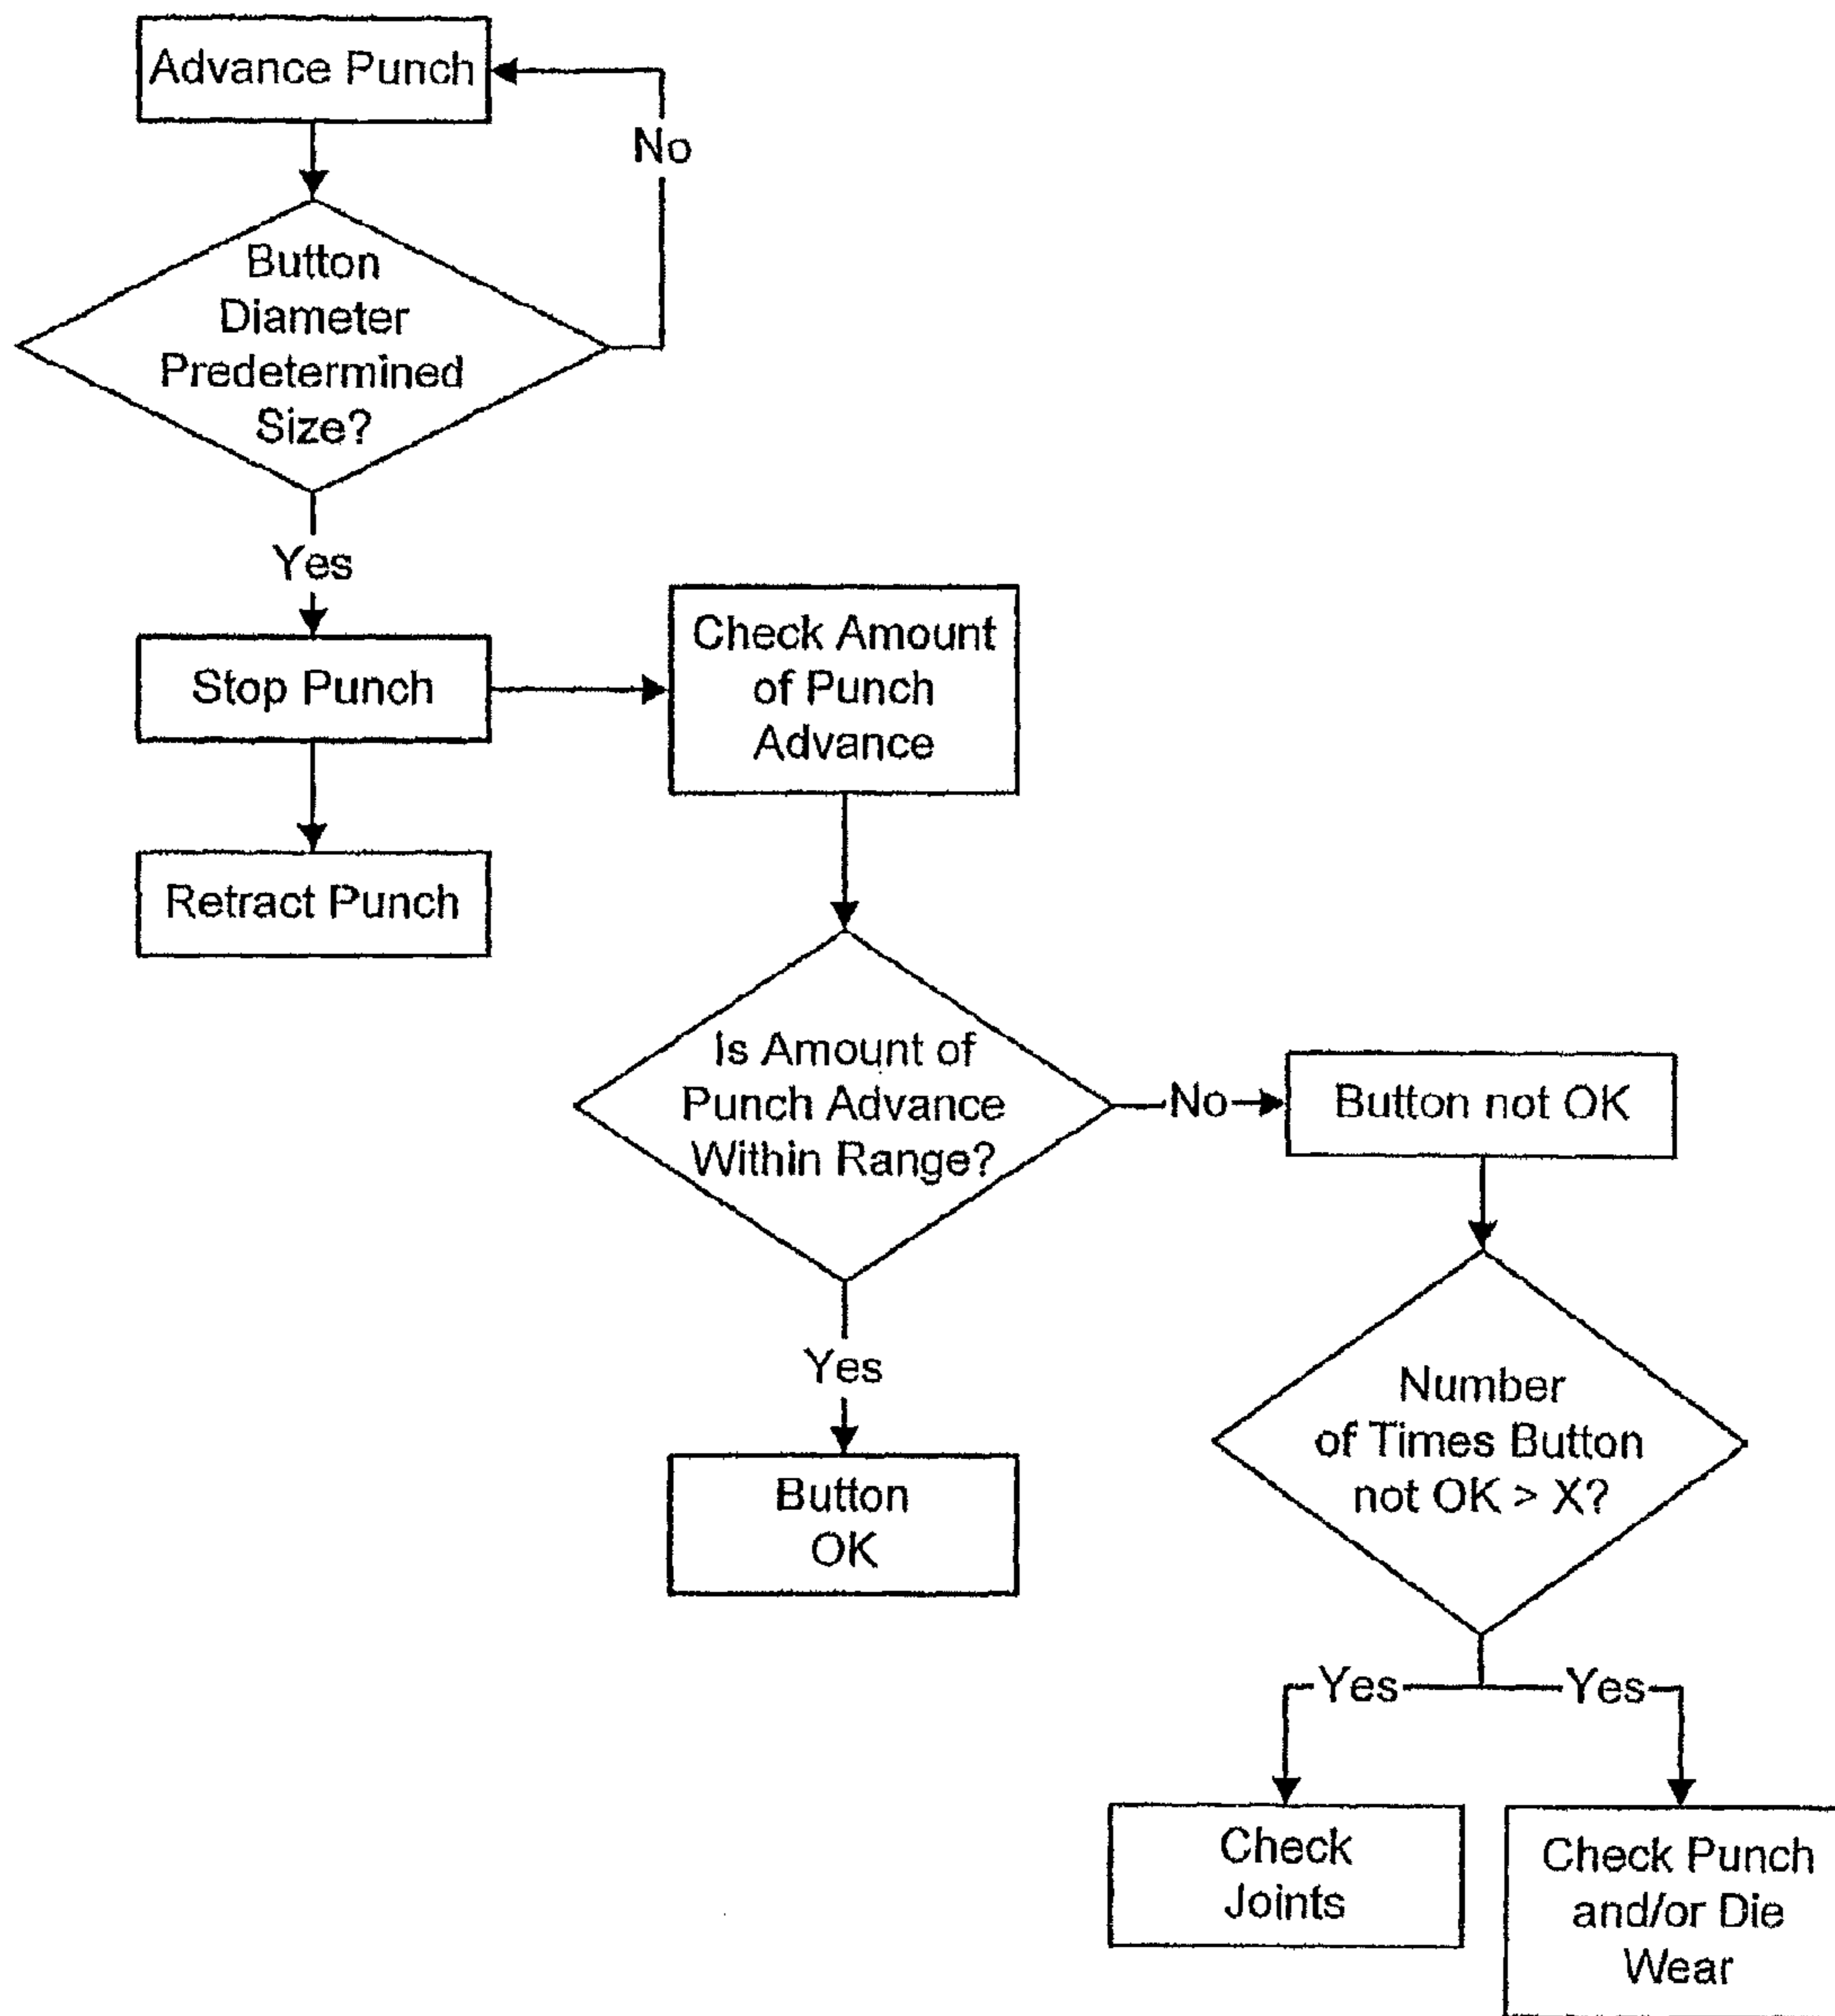 Advance Punch
No
Button
Diameter
Predetermined
Size?
Yes
Stop Punch
Check Amount
of Punch
Advance
Retract Punch
Is Amount of
Punch Advance
Within Range?
No
Button not OK
Yes
Button
OK
Number
of Times Button
not OK > X?
Yes
Yes
Check
Joints
Check Punch
and/or Die
Wear